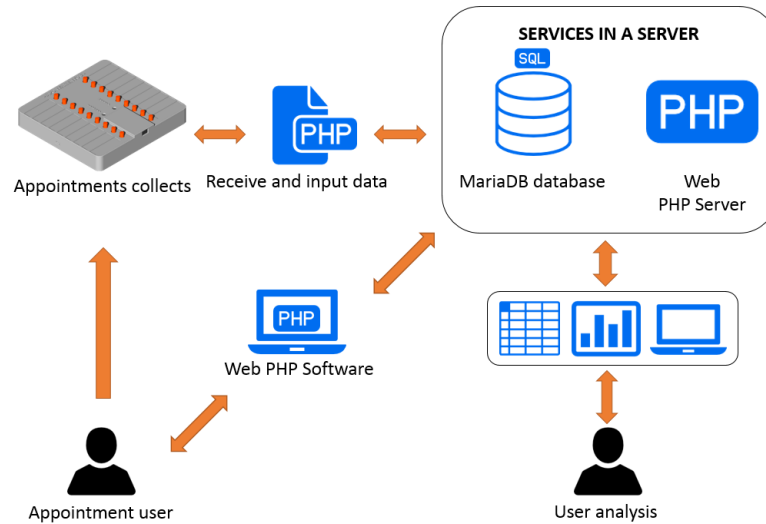 SERVICES IN A SERVER
SQL
PHP
PHP
Appointments collects
Receive and input data
MariaDB database
Web
PHP Server
PHP
Web PHP Software
Appointment user
User analysis